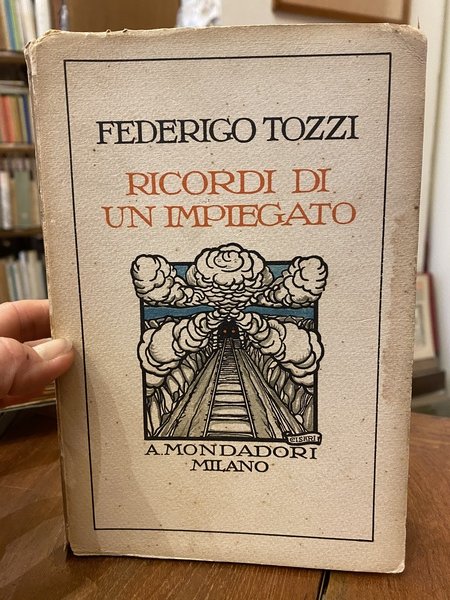 FEDERIGO TOZZI
RICORDI DI
UN IMPIEGATO
CISARI
A. MONDADORI
MILANO